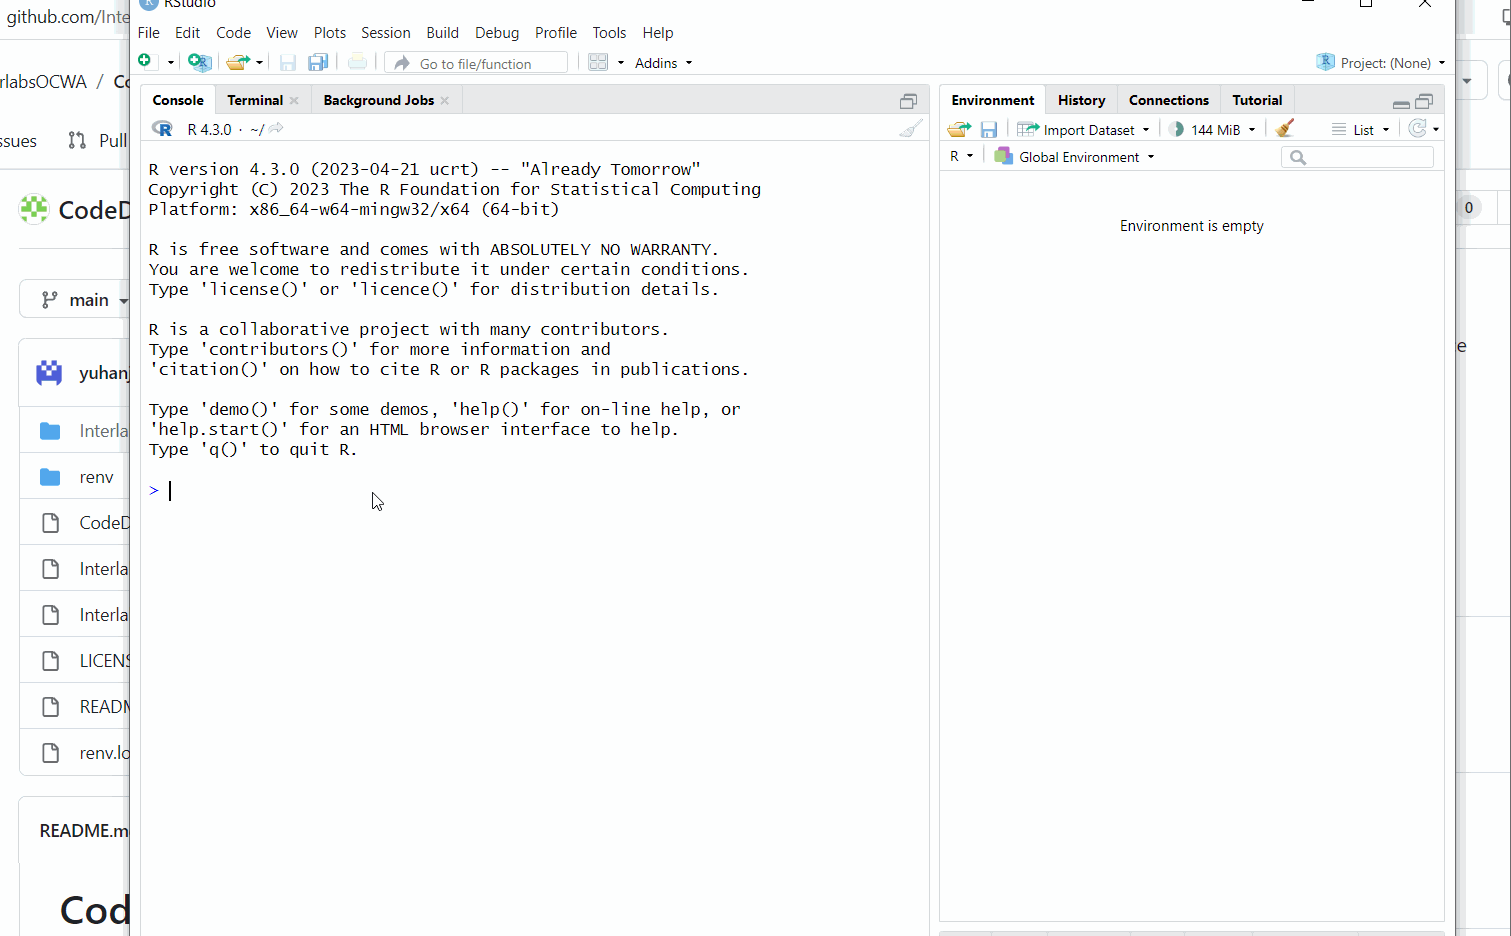 github.com/Inte
RStudio
File Edit Code View Plots Session Build Debug Profile Tools Help
Go to file/function
Addins
Project: (None)
rlabsOCWA / Co
ssues
Pull
CodeD
main
yuhanj
Interla
renv
CodeD
Interla
Interla
LICENS
READM
renv.lo
README.m
Cod
Console Terminal Background Jobs
R 4.3.0 · ~/
R version 4.3.0 (2023-04-21 ucrt) -- "Already Tomorrow"
Copyright (C) 2023 The R Foundation for Statistical Computing
Platform: x86_64-w64-mingw32/x64 (64-bit)
R is free software and comes with ABSOLUTELY NO WARRANTY.
You are welcome to redistribute it under certain conditions.
Type 'license()' or 'licence()' for distribution details.
R is a collaborative project with many contributors.
Type 'contributors()' for more information and
'citation()' on how to cite R or R packages in publications.
Type 'demo()' for some demos, 'help()' for on-line help, or
'help.start()' for an HTML browser interface to help.
Type 'q()' to quit R.
>
Environment History Connections Tutorial
Import Dataset 144 MiB List
R Global Environment
Environment is empty
0
e